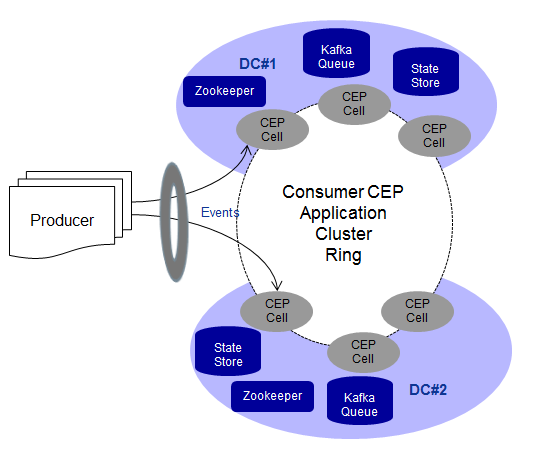 DC#1
Kafka
Queue
State
Store
Zookeeper
CEP
Cell
CEP
Cell
CEP
Cell
Producer
Events
Consumer CEP
Application
Cluster
Ring
CEP
Cell
CEP
Cell
CEP
Cell
State
Store
Zookeeper
Kafka
Queue
DC#2